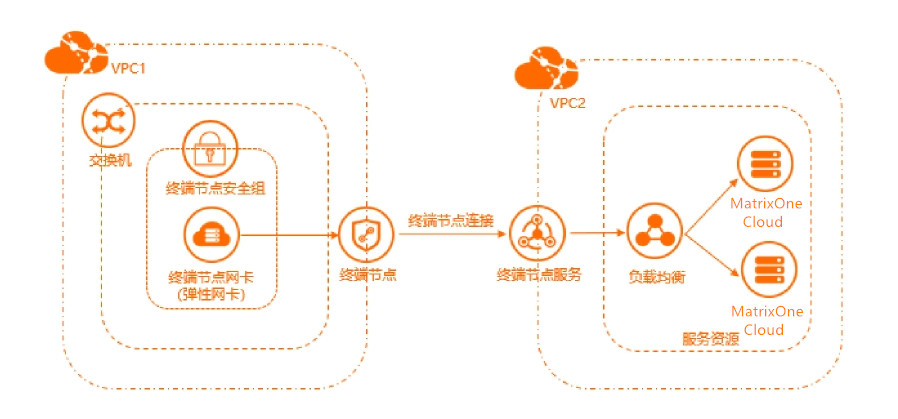 VPC1
交换机
终端节点安全组
终端节点网卡
(弹性网卡)
终端节点
终端节点连接
VPC2
终端节点服务
负载均衡
MatrixOne
Cloud
MatrixOne
Cloud
服务资源